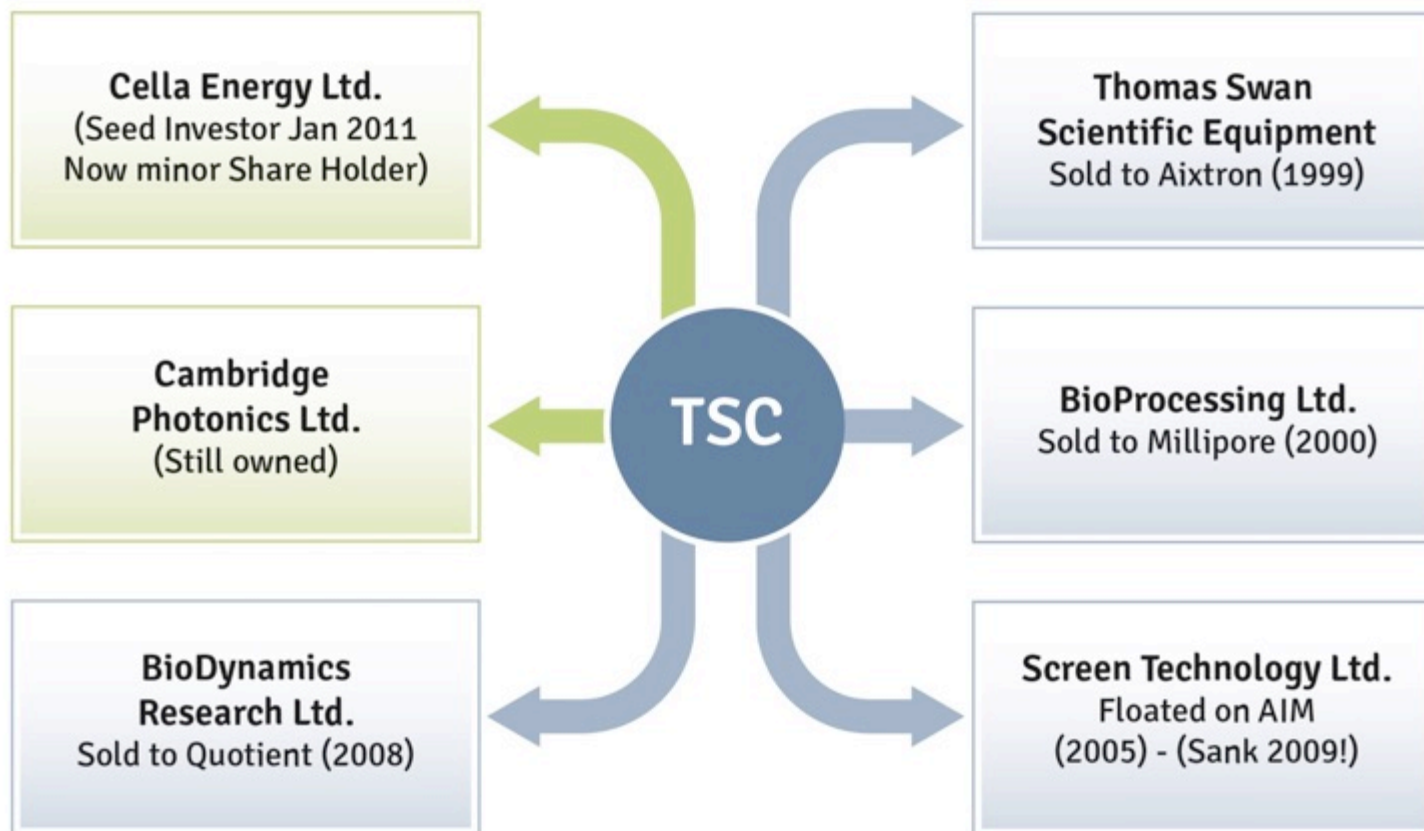 Cella Energy Ltd.
(Seed Investor Jan 2011
Now minor Share Holder)
Cambridge
Photonics Ltd.
(Still owned)
BioDynamics
Research Ltd.
Sold to Quotient (2008)
TSC
Thomas Swan
Scientific Equipment
Sold to Aixtron (1999)
BioProcessing Ltd.
Sold to Millipore (2000)
Screen Technology Ltd.
Floated on AIM
(2005) - (Sank 2009!)